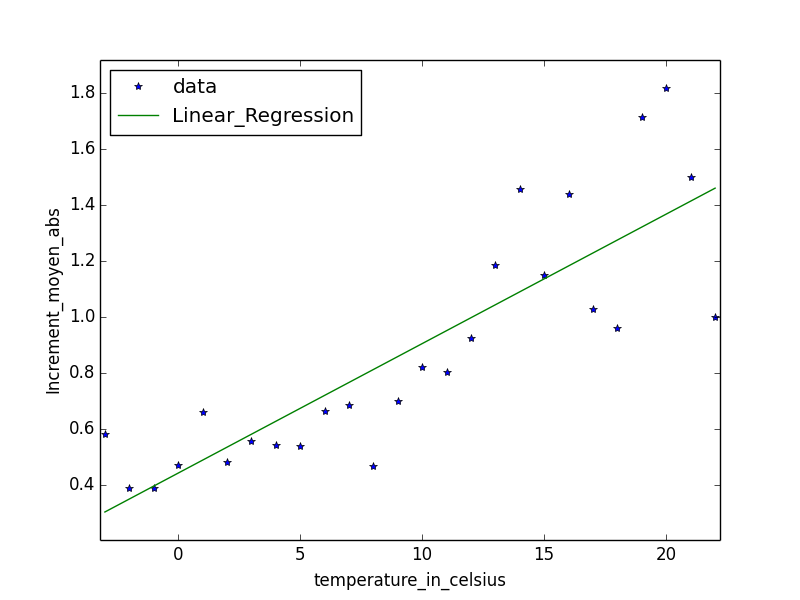 data
Linear_Regression
1.8
1.6
1.4
1.2
1.0
0.8
0.6
0.4
Increment_moyen_abs
0 5 10 15 20
temperature_in_celsius